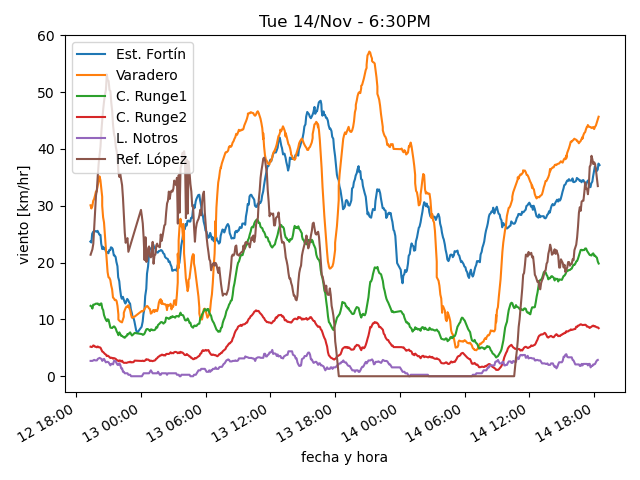 Tue 14/Nov - 6:30PM
60
50
40
30
20
10
0
viento [km/hr]
Est. Fortín
Varadero
C. Runge1
C. Runge2
L. Notros
Ref. López
12 18:00
13 00:00
13 06:00
13 12:00
13 18:00
14 00:00
14 06:00
14 12:00
14 18:00
fecha y hora